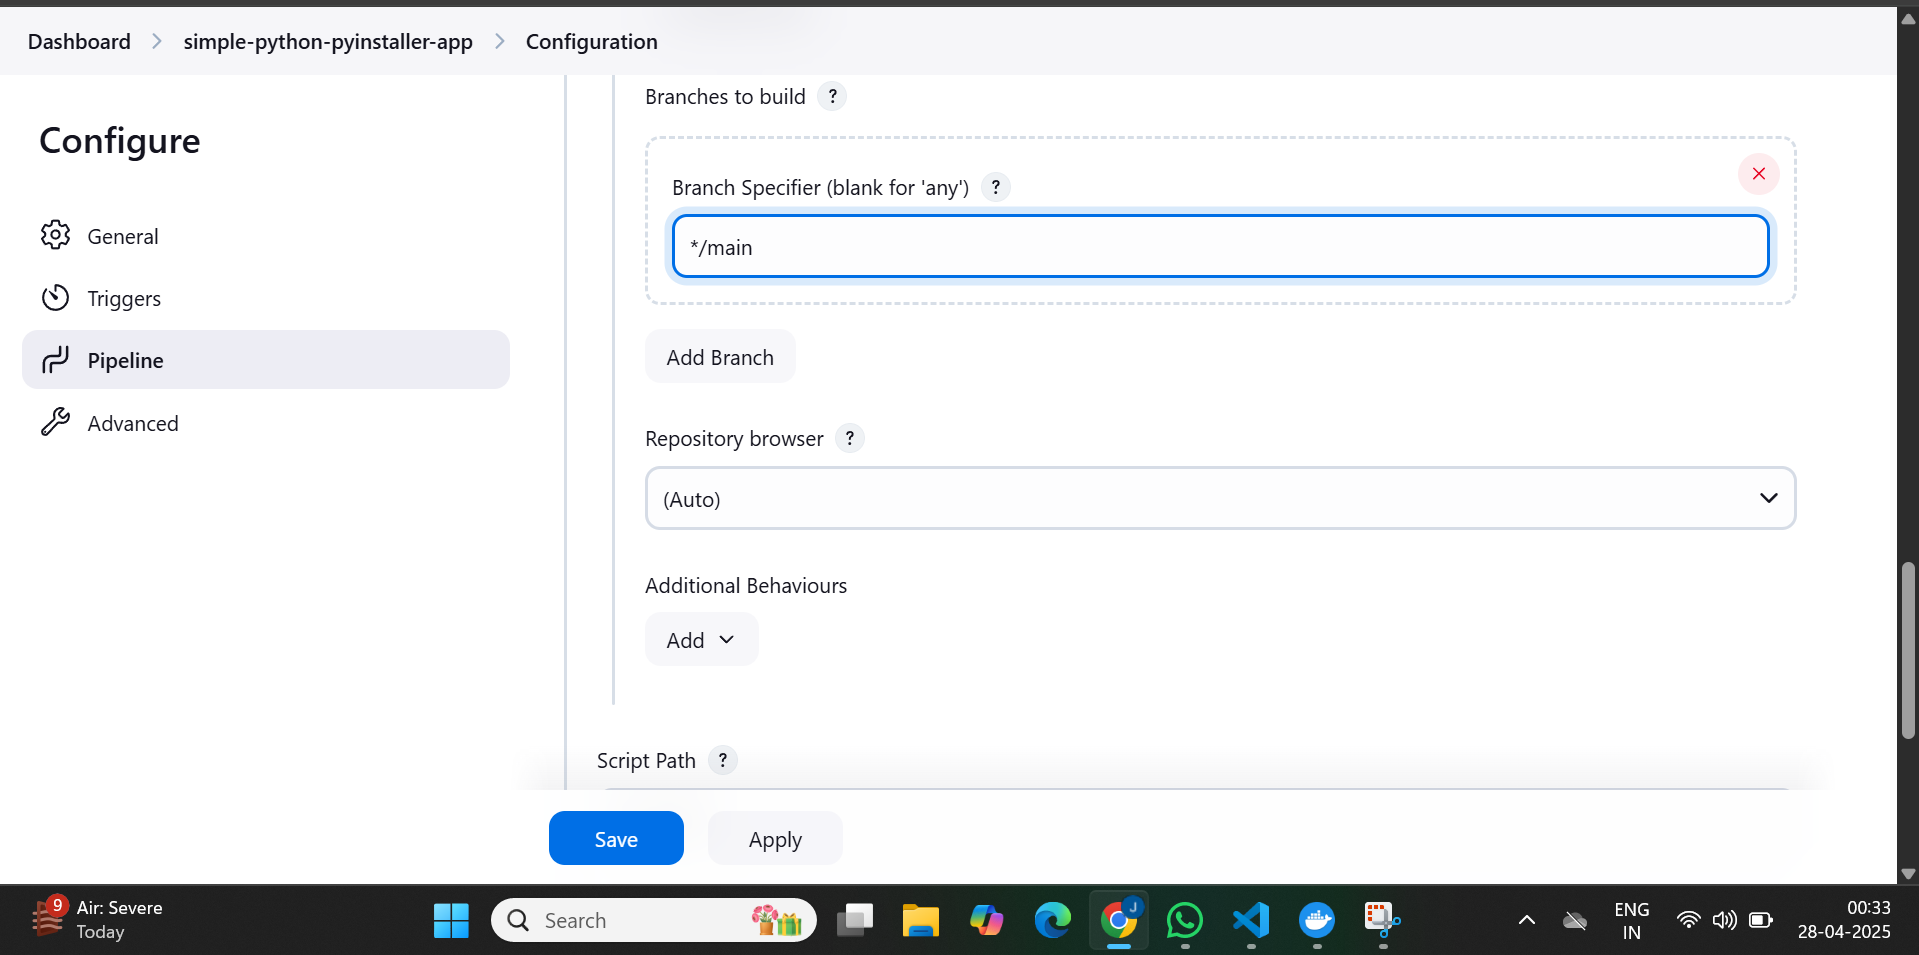 Dashboard > simple-python-pyinstaller-app > Configuration
Configure
General
Triggers
Pipeline
Advanced
Branches to build ?
Branch Specifier (blank for 'any') ?
*/main
Add Branch
Repository browser ?
(Auto)
Additional Behaviours
Add
Script Path ?
Save
Apply
9
Air: Severe
Today
Search
J
ENG
IN
00:33
28-04-2025